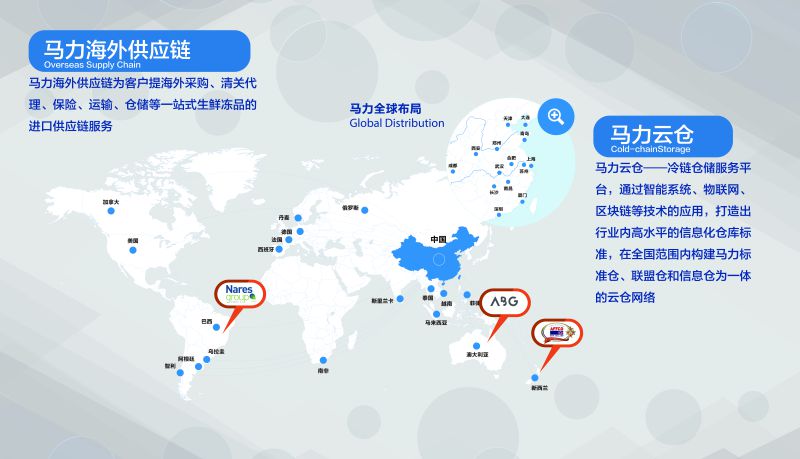 马力海外供应链
Overseas Supply Chain
马力海外供应链为客户提海外采购、清关代
理、保险、运输、仓储等一站式生鲜冻品的
进口供应链服务
马力全球布局
Global Distribution
马力云仓
Cold-chainStorage
马力云仓——冷链仓储服务平
台，通过智能系统、物联网、
区块链等技术的应用，打造出
行业内高水平的信息化仓库标
准，在全国范围内构建马力标
准仓、联盟仓和信息仓为一体
的云仓网络
天津
大连
青岛
郑州
西安
成都
合肥
上海
武汉
苏州
长沙
南昌
厦门
深圳
加拿大
美国
俄罗斯
丹麦
德国
法国
西班牙
中国
斯里兰卡
泰国
越南
菲律
马来西亚
Nares
group
ABG
AFFCO
巴西
乌拉圭
阿根廷
智利
南非
澳大利亚
新西兰